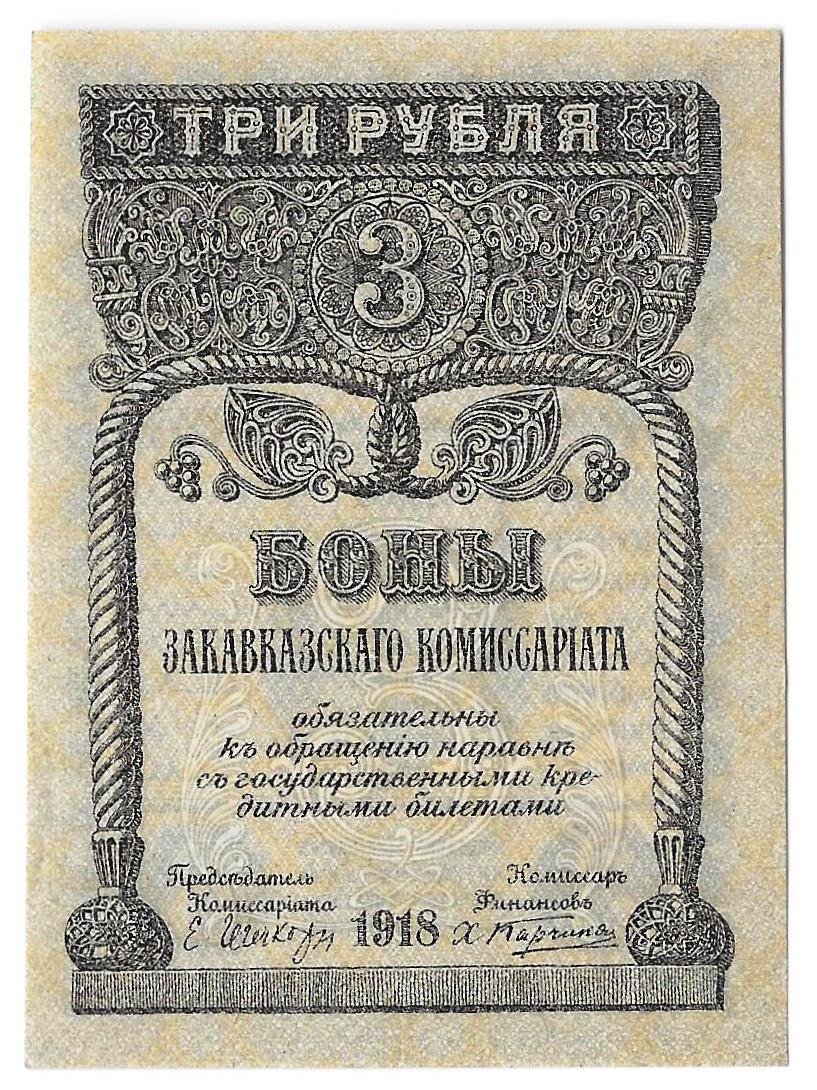 ТРИ РУБЛЯ
3
БОНЫ
ЗАКАВКАЗСКАГО КОМИССАРІАТА
обязательны
къ обращенію наравнѣ
съ государственными кре-
дитными билетами
Предсѣдатель Комиссаръ
Комиссаріата Финансовъ
1918